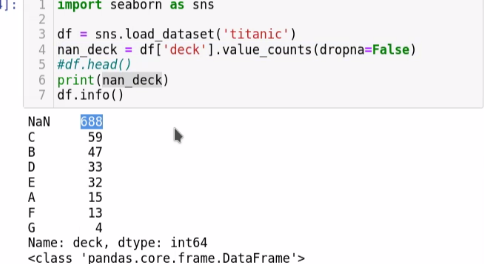 ]:
1 import seaborn as sns
2
3 df = sns.load_dataset('titanic')
4 nan_deck = df['deck'].value_counts(dropna=False)
5 #df.head()
6 print(nan_deck)
7 df.info()
NaN 688
C 59
B 47
D 33
E 32
A 15
F 13
G 4
Name: deck, dtype: int64
<class 'pandas.core.frame.DataFrame'>